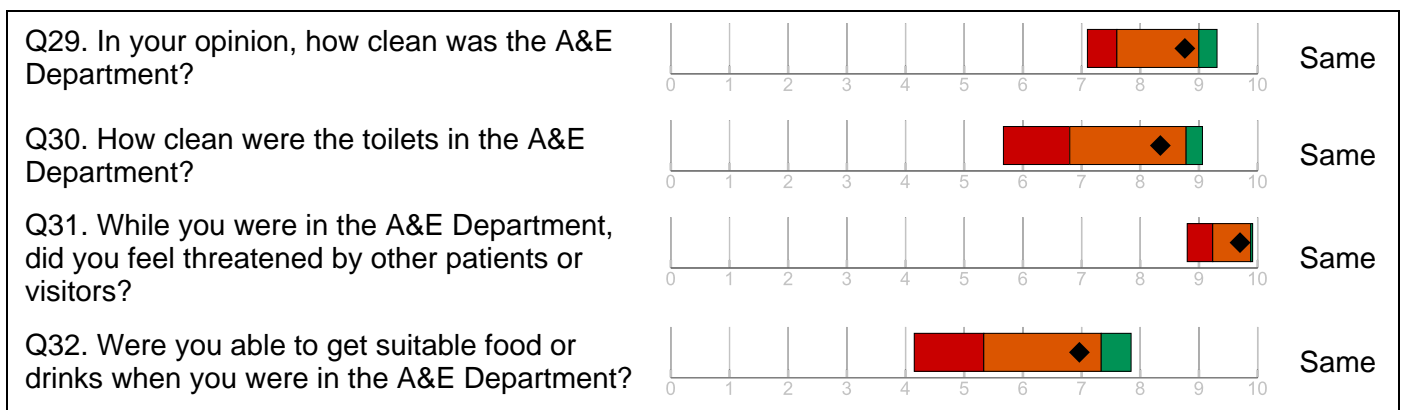 Q29. In your opinion, how clean was the A&E
Department?
Same
0 1 2 3 4 5 6 7 8 9 10
Q30. How clean were the toilets in the A&E
Department?
Same
0 1 2 3 4 5 6 7 8 9 10
Q31. While you were in the A&E Department,
did you feel threatened by other patients or
visitors?
Same
0 1 2 3 4 5 6 7 8 9 10
Q32. Were you able to get suitable food or
drinks when you were in the A&E Department?
Same
0 1 2 3 4 5 6 7 8 9 10